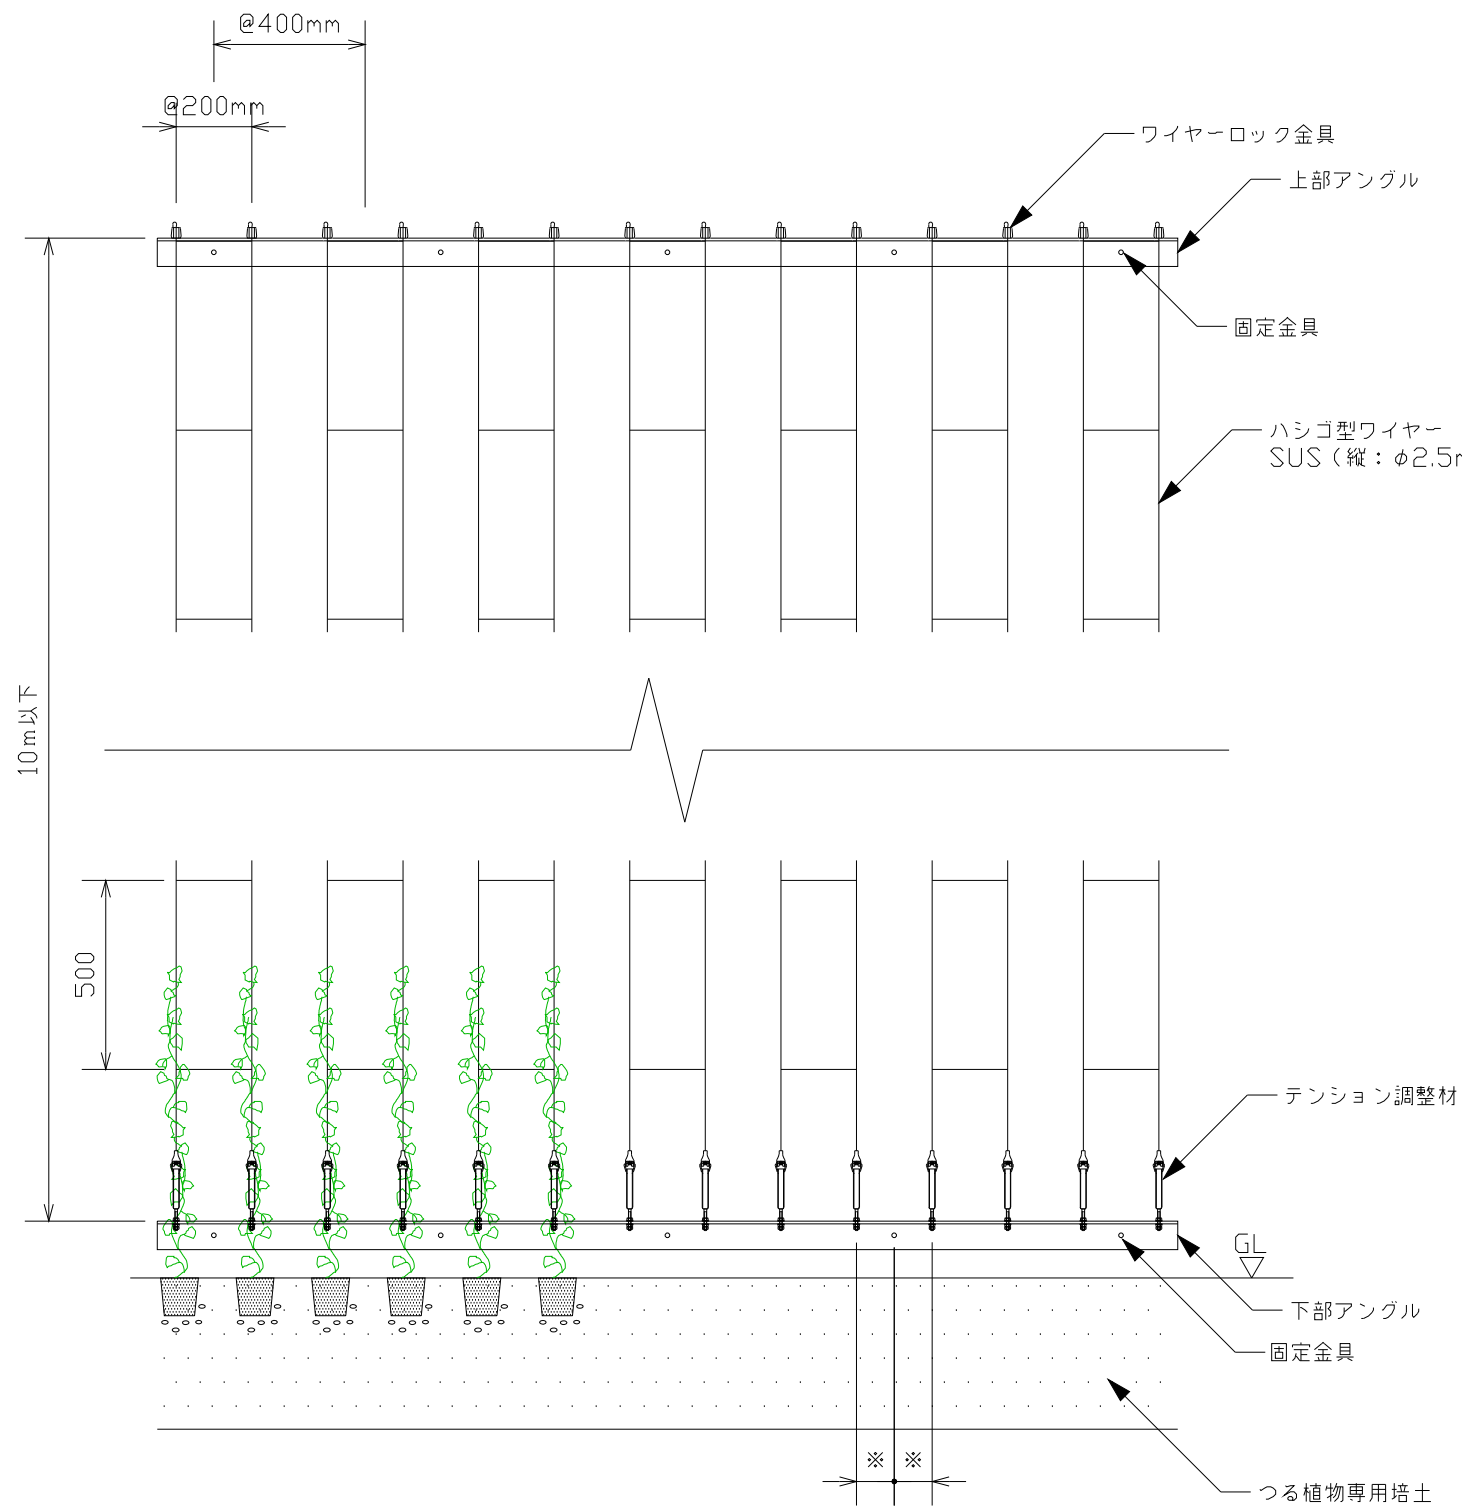 @400mm
@200mm
ワイヤーロック金具
上部アングル
固定金具
ハシゴ型ワイヤー
SUS（縦：φ2.5
10m以下
500
テンション調整材
GL
下部アングル
固定金具
※ ※
つる植物専用培土